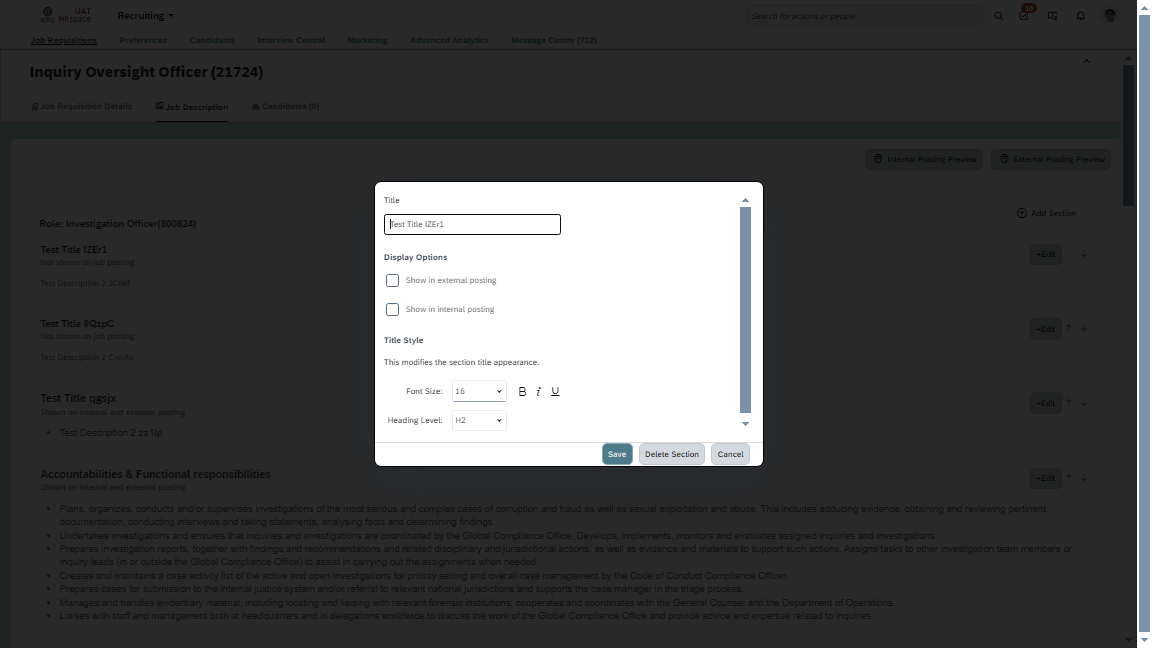 UAT
HRspace
Recruiting
Search for actions or people
10
Job Requisitions
Preferences
Candidates
Interview Central
Marketing
Advanced Analytics
Message Centre (712)
Inquiry Oversight Officer (21724)
Job Requisition Details
Job Description
Candidates (0)
Internal Posting Preview
External Posting Preview
Role: Investigation Officer(800824)
Add Section
Test Title IZEr1
Not shown on job posting
Test Description 2
+Edit
Test Title 9QzpC
Not shown on job posting
Test Description 2
+Edit
Test Title qgsjx
Shown on internal and external posting
• Test Description 2 za1Ip
+Edit
Accountabilities & Functional responsibilities
Shown on internal and external posting
+Edit
• Plans, organizes, conducts and/or supervises investigations of the most serious and complex cases of corruption and fraud as well as sexual exploitation and abuse. This includes adducing evidence, obtaining and reviewing pertinent
documentation, conducting interviews and taking statements, analysing facts and determining findings.
• Undertakes investigations and ensures that inquiries and investigations are coordinated by the Global Compliance Office. Develops, implements, monitors and evaluates assigned inquiries and investigations.
• Prepares investigation reports, together with findings and recommendations and related disciplinary and jurisdictional actions, as well as evidence and materials to support such actions. Assigns tasks to other investigation team members or
inquiry leads (in or outside the Global Compliance Office) to assist in carrying out the assignments when needed.
• Creates and maintains a case activity list of the active and open investigations for priority setting and overall case management by the Code of Conduct Compliance Officer.
• Prepares cases for submission to the internal justice system and/or referral to relevant national jurisdictions and supports the case manager in the triage process.
• Manages and handles evidentiary material, including locating and liaising with relevant forensic institutions; cooperates and coordinates with the General Counsel and the Department of Operations.
• Liaises with staff and management both at headquarters and in delegations worldwide to discuss the work of the Global Compliance Office and provide advice and expertise related to inquiries.
Title
Test Title IZEr1
Display Options
Show in external posting
Show in internal posting
Title Style
This modifies the section title appearance.
Font Size: 16 B i U
Heading Level: H2
Save
Delete Section
Cancel